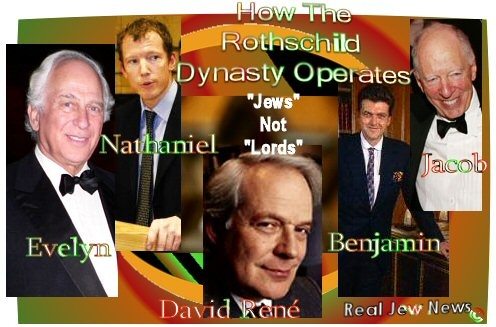 How The
Rothschild
Dynasty Operates
"Jews"
Not
"Lords"
Nathaniel
Jacob
Evelyn
Benjamin
David René
Real Jew News